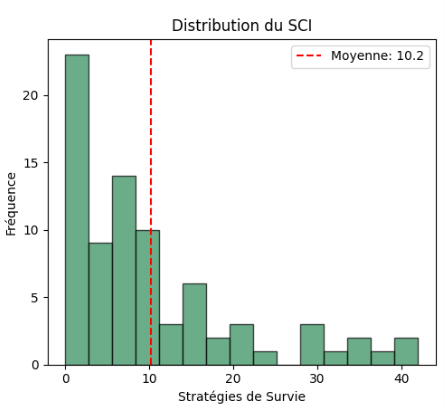 Distribution du SCI
Moyenne: 10.2
Fréquence
20
15
10
5
0
0 10 20 30 40
Stratégies de Survie